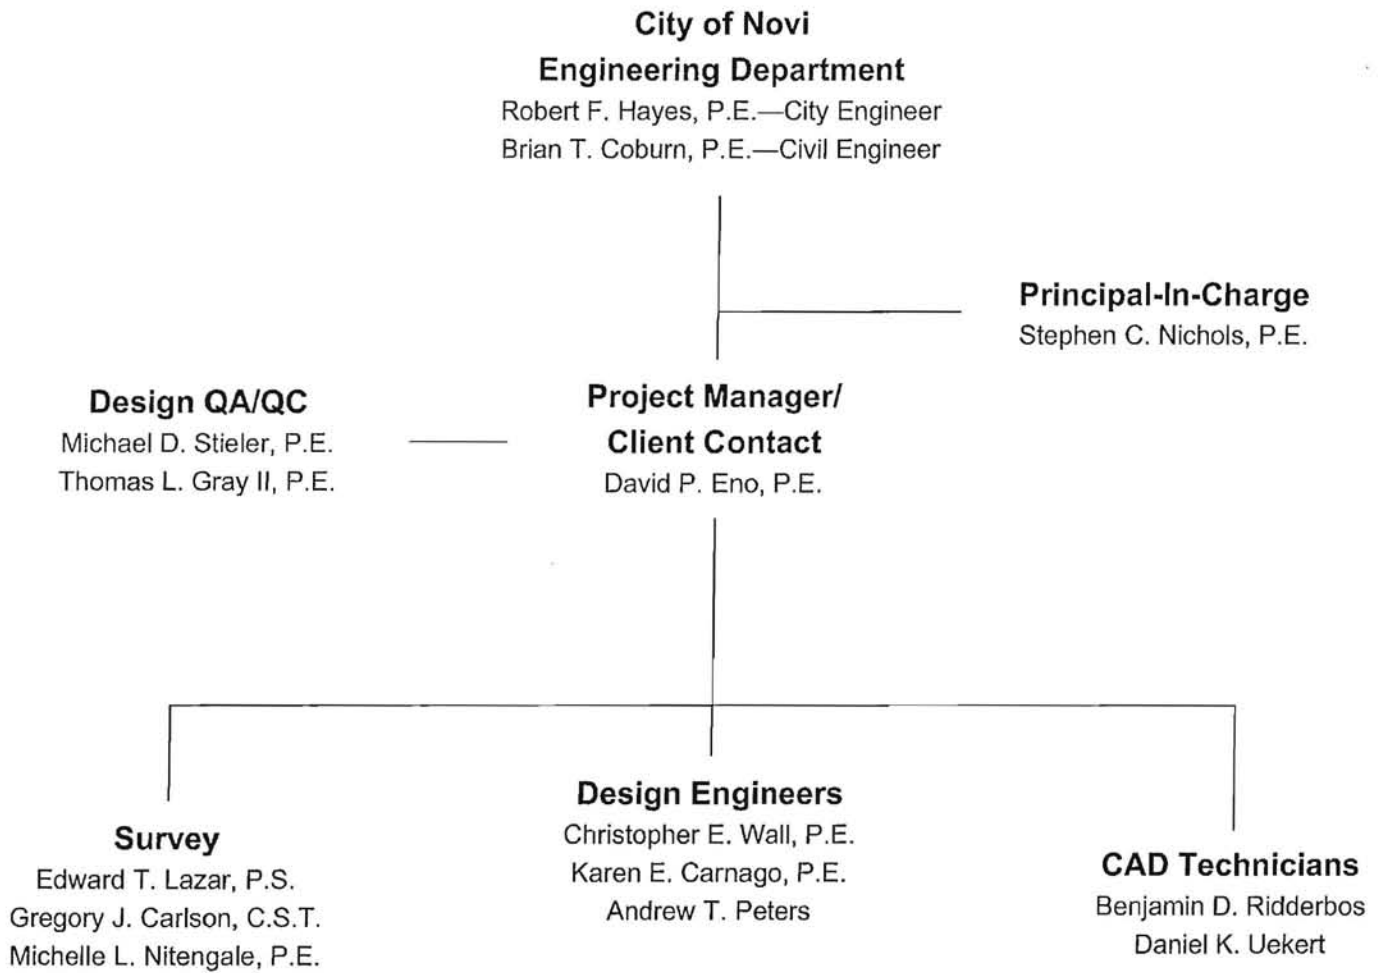 City of Novi
Engineering Department
Robert F. Hayes, P.E.—City Engineer
Brian T. Coburn, P.E.—Civil Engineer
Principal-In-Charge
Stephen C. Nichols, P.E.
Design QA/QC
Michael D. Stieler, P.E.
Thomas L. Gray II, P.E.
Project Manager/
Client Contact
David P. Eno, P.E.
Survey
Edward T. Lazar, P.S.
Gregory J. Carlson, C.S.T.
Michelle L. Nitengale, P.E.
Design Engineers
Christopher E. Wall, P.E.
Karen E. Carnago, P.E.
Andrew T. Peters
CAD Technicians
Benjamin D. Ridderbos
Daniel K. Uekert